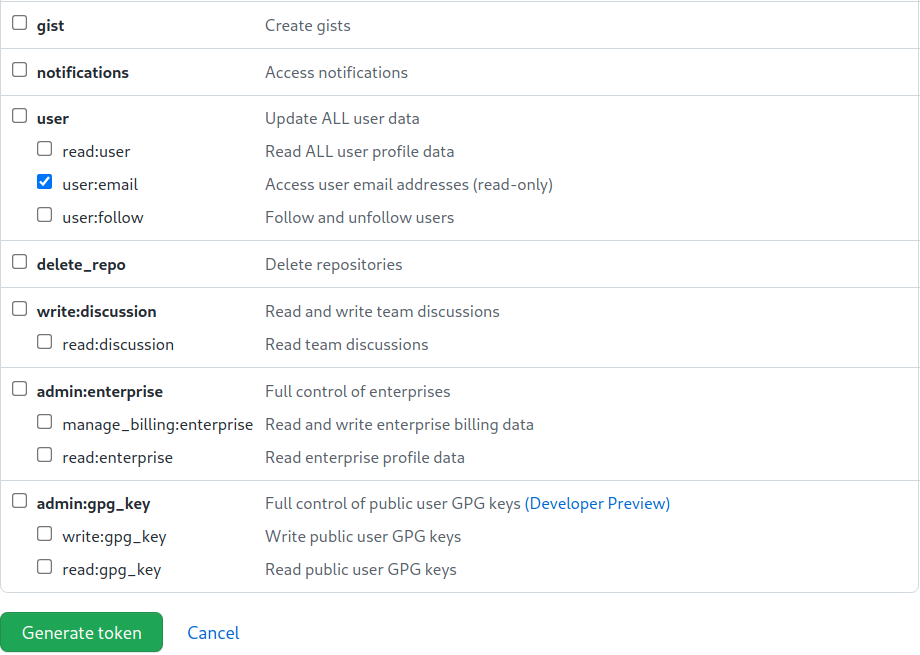 gist Create gists
notifications Access notifications
user Update ALL user data
read:user Read ALL user profile data
user:email Access user email addresses (read-only)
user:follow Follow and unfollow users
delete_repo Delete repositories
write:discussion Read and write team discussions
read:discussion Read team discussions
admin:enterprise Full control of enterprises
manage_billing:enterprise Read and write enterprise billing data
read:enterprise Read enterprise profile data
admin:gpg_key Full control of public user GPG keys (Developer Preview)
write:gpg_key Write public user GPG keys
read:gpg_key Read public user GPG keys
Generate token Cancel